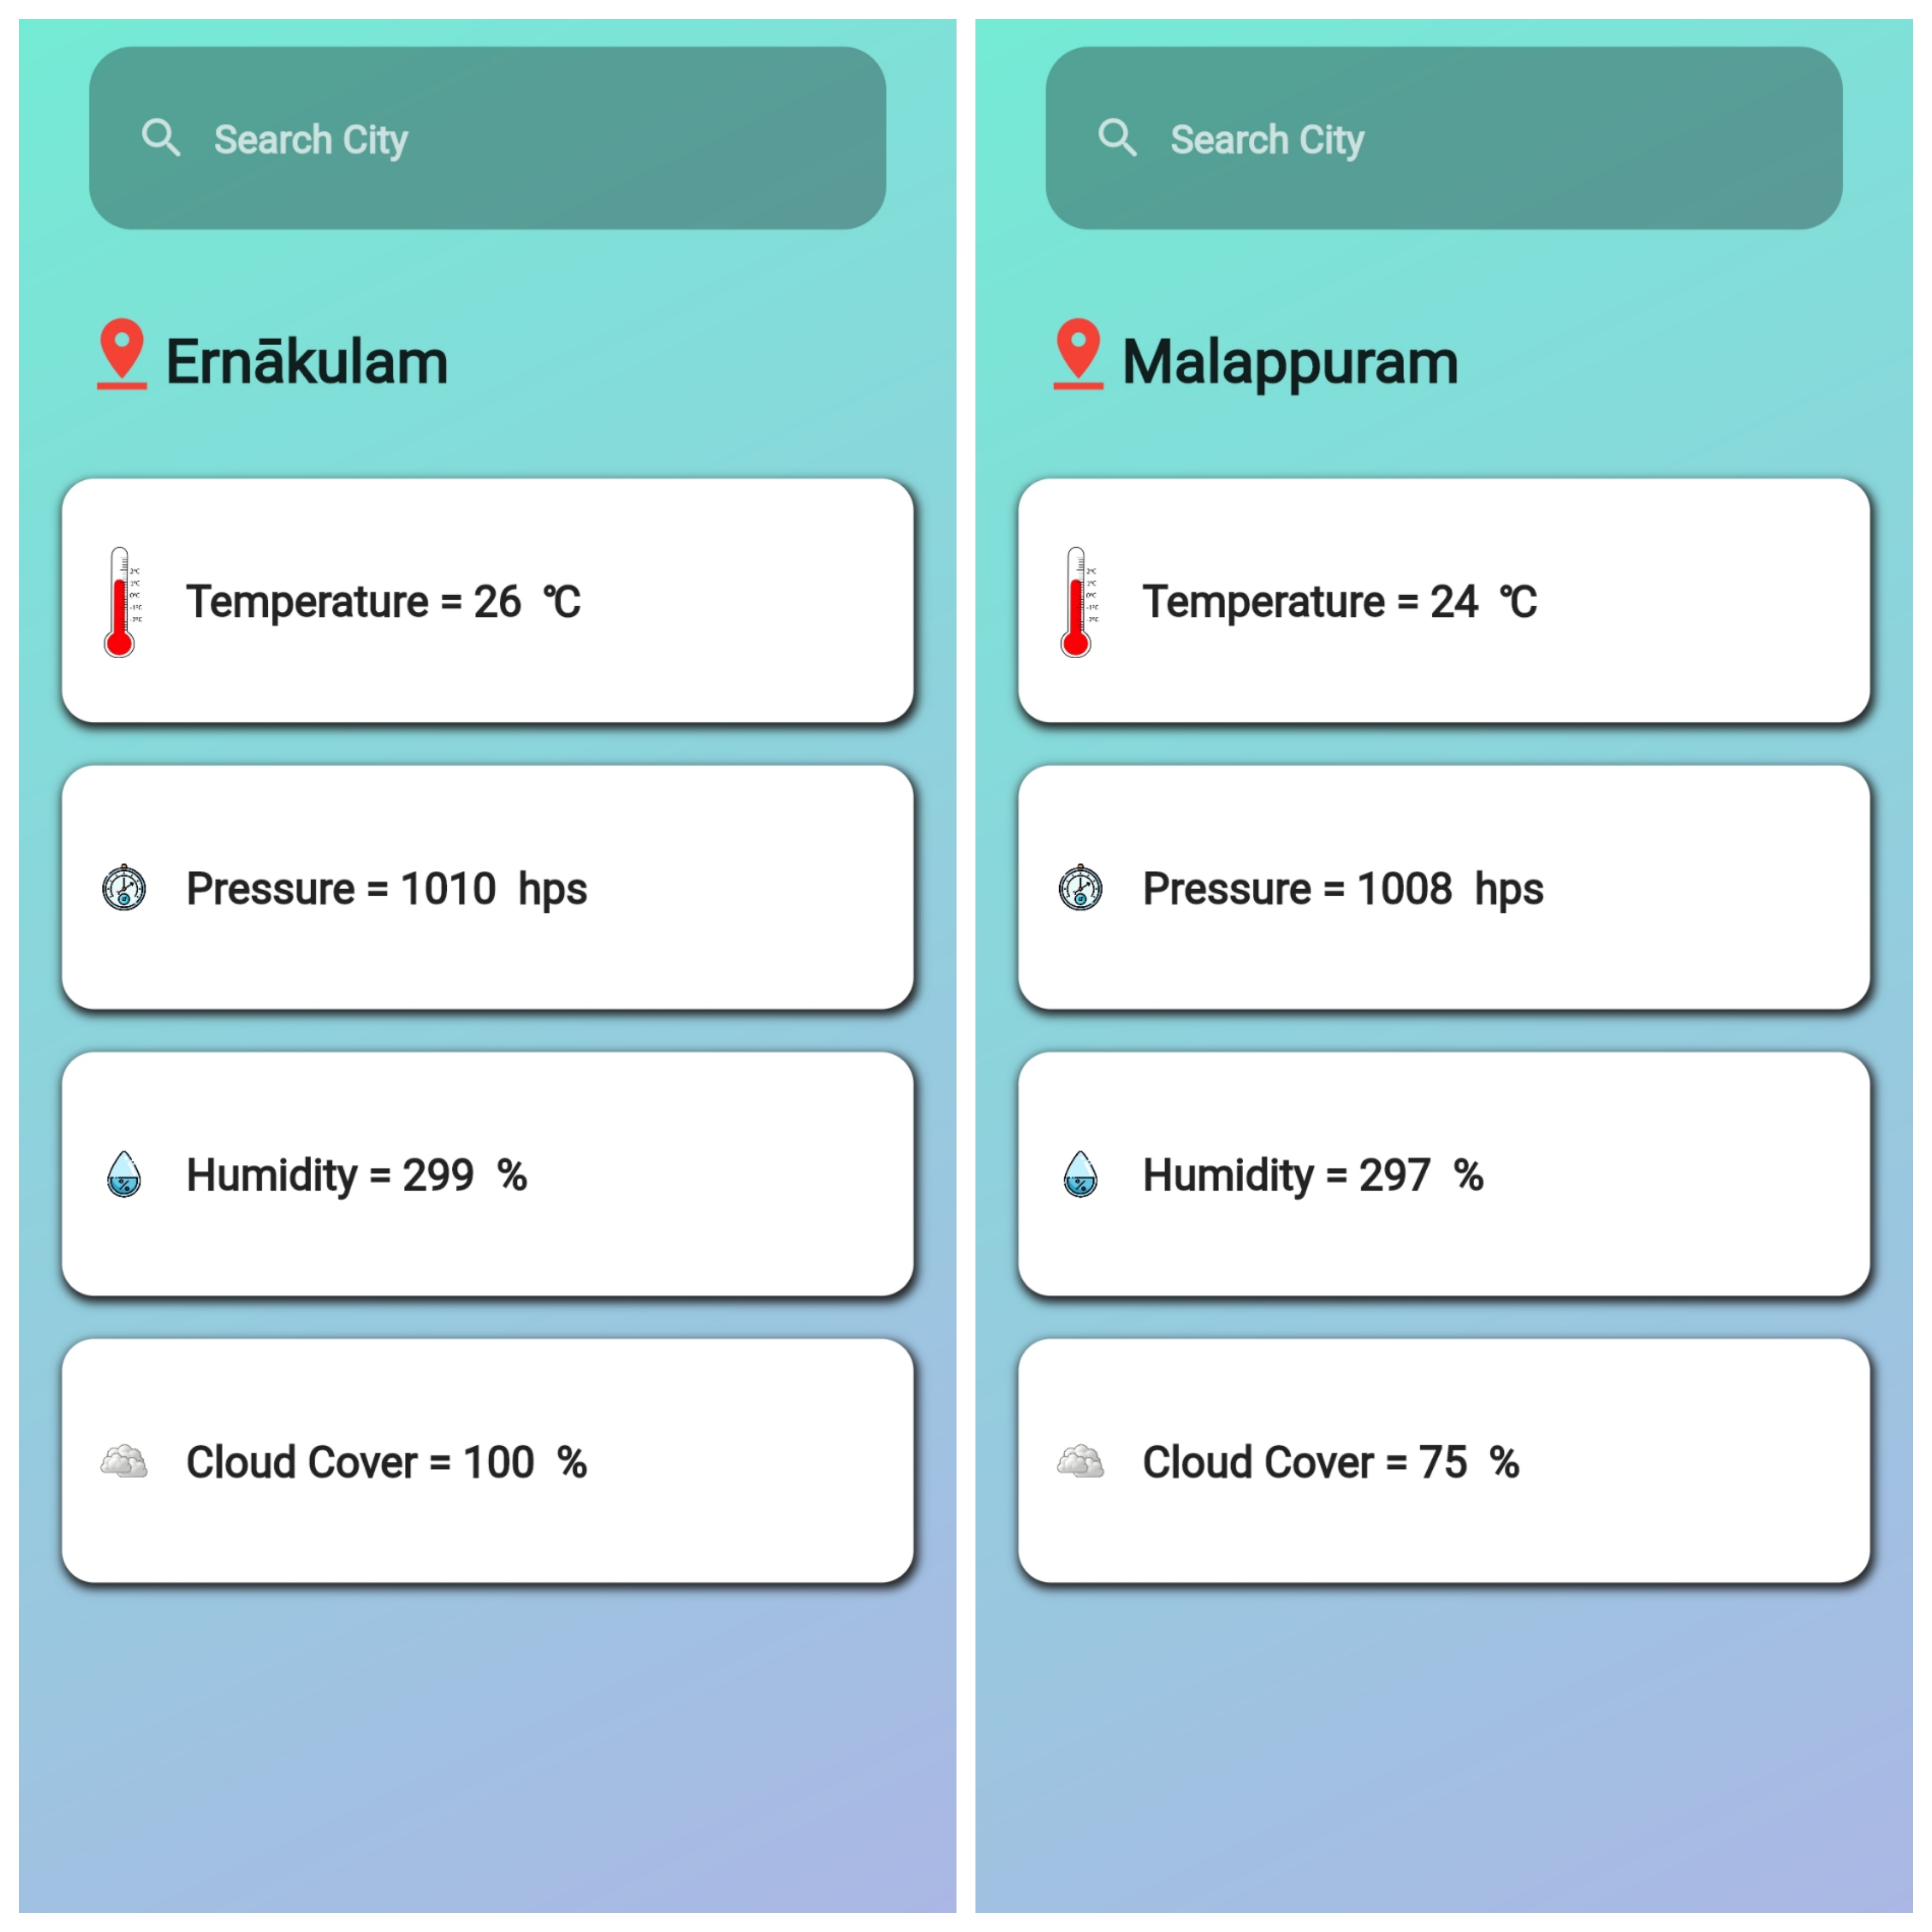 Search City
Ernākulam
Temperature = 26 °C
Pressure = 1010 hps
Humidity = 299 %
Cloud Cover = 100 %
Search City
Malappuram
Temperature = 24 °C
Pressure = 1008 hps
Humidity = 297 %
Cloud Cover = 75 %